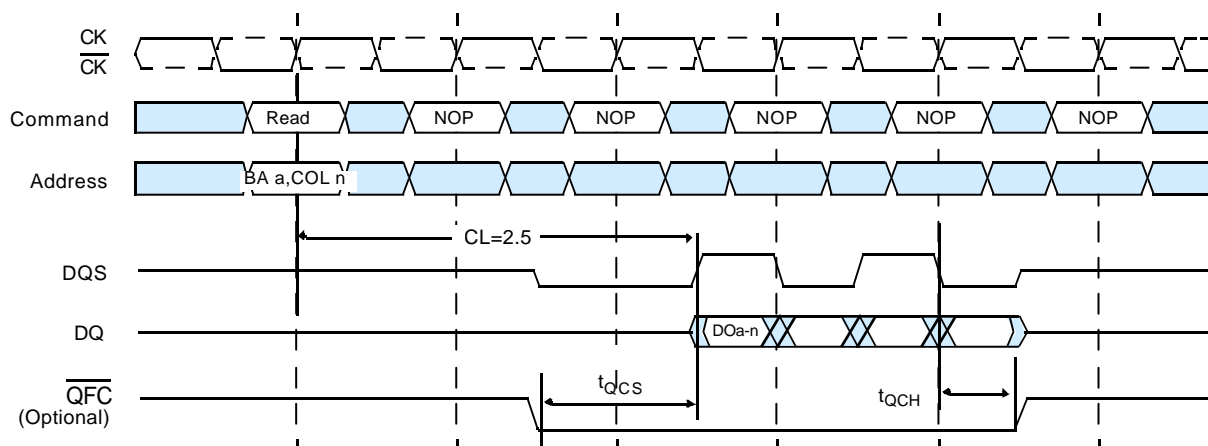 CK
CK
Command
Read
NOP
NOP
NOP
NOP
NOP
Address
BA a,COL n
CL=2.5
DQS
DQ
DOa-n
QFC
(Optional)
tQCS
tQCH